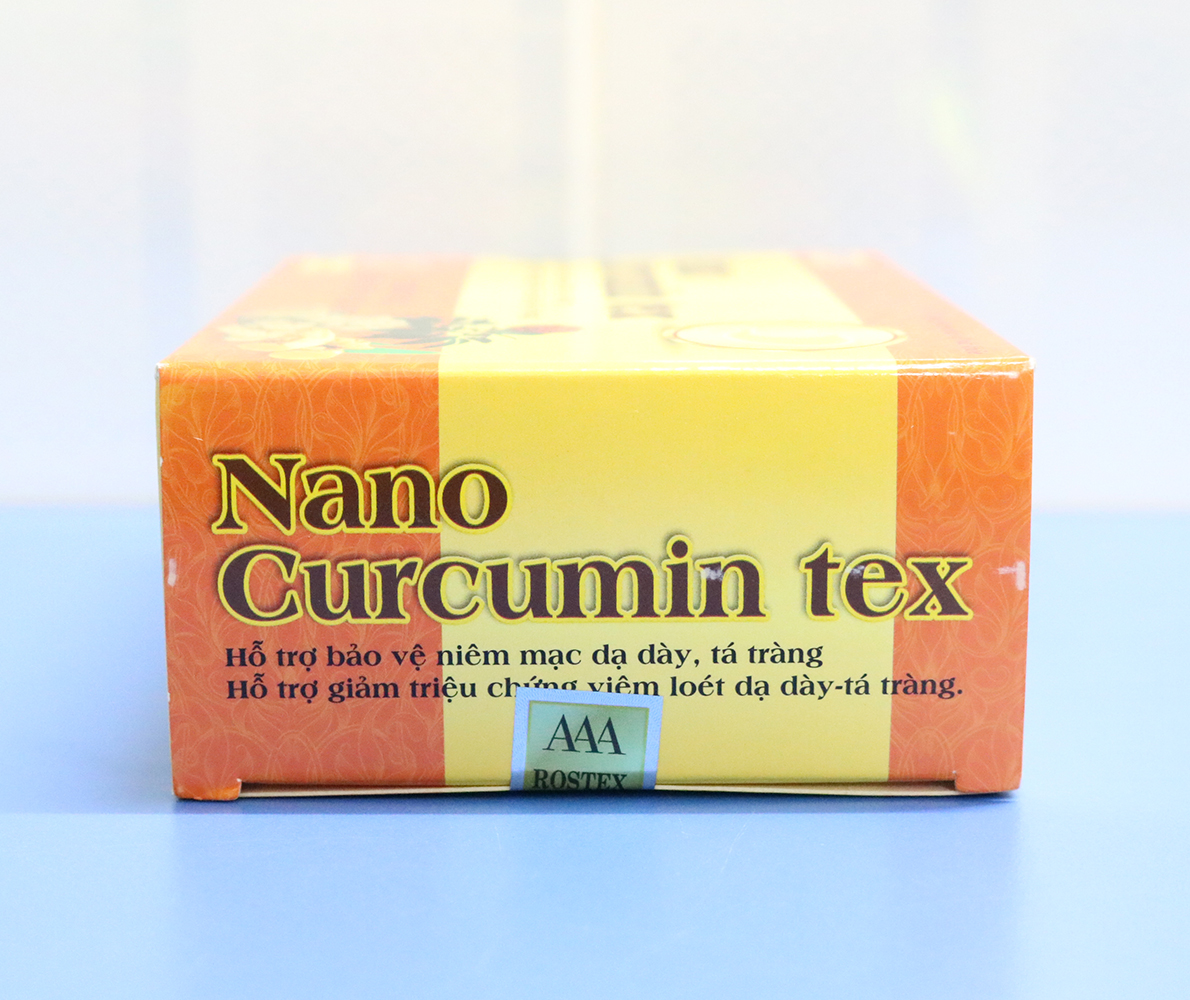 Nano
Curcumin tex
Hỗ trợ bảo vệ niêm mạc dạ dày, tá tràng
Hỗ trợ giảm triệu chứng viêm loét dạ dày-tá tràng.
AAA
ROSTEX